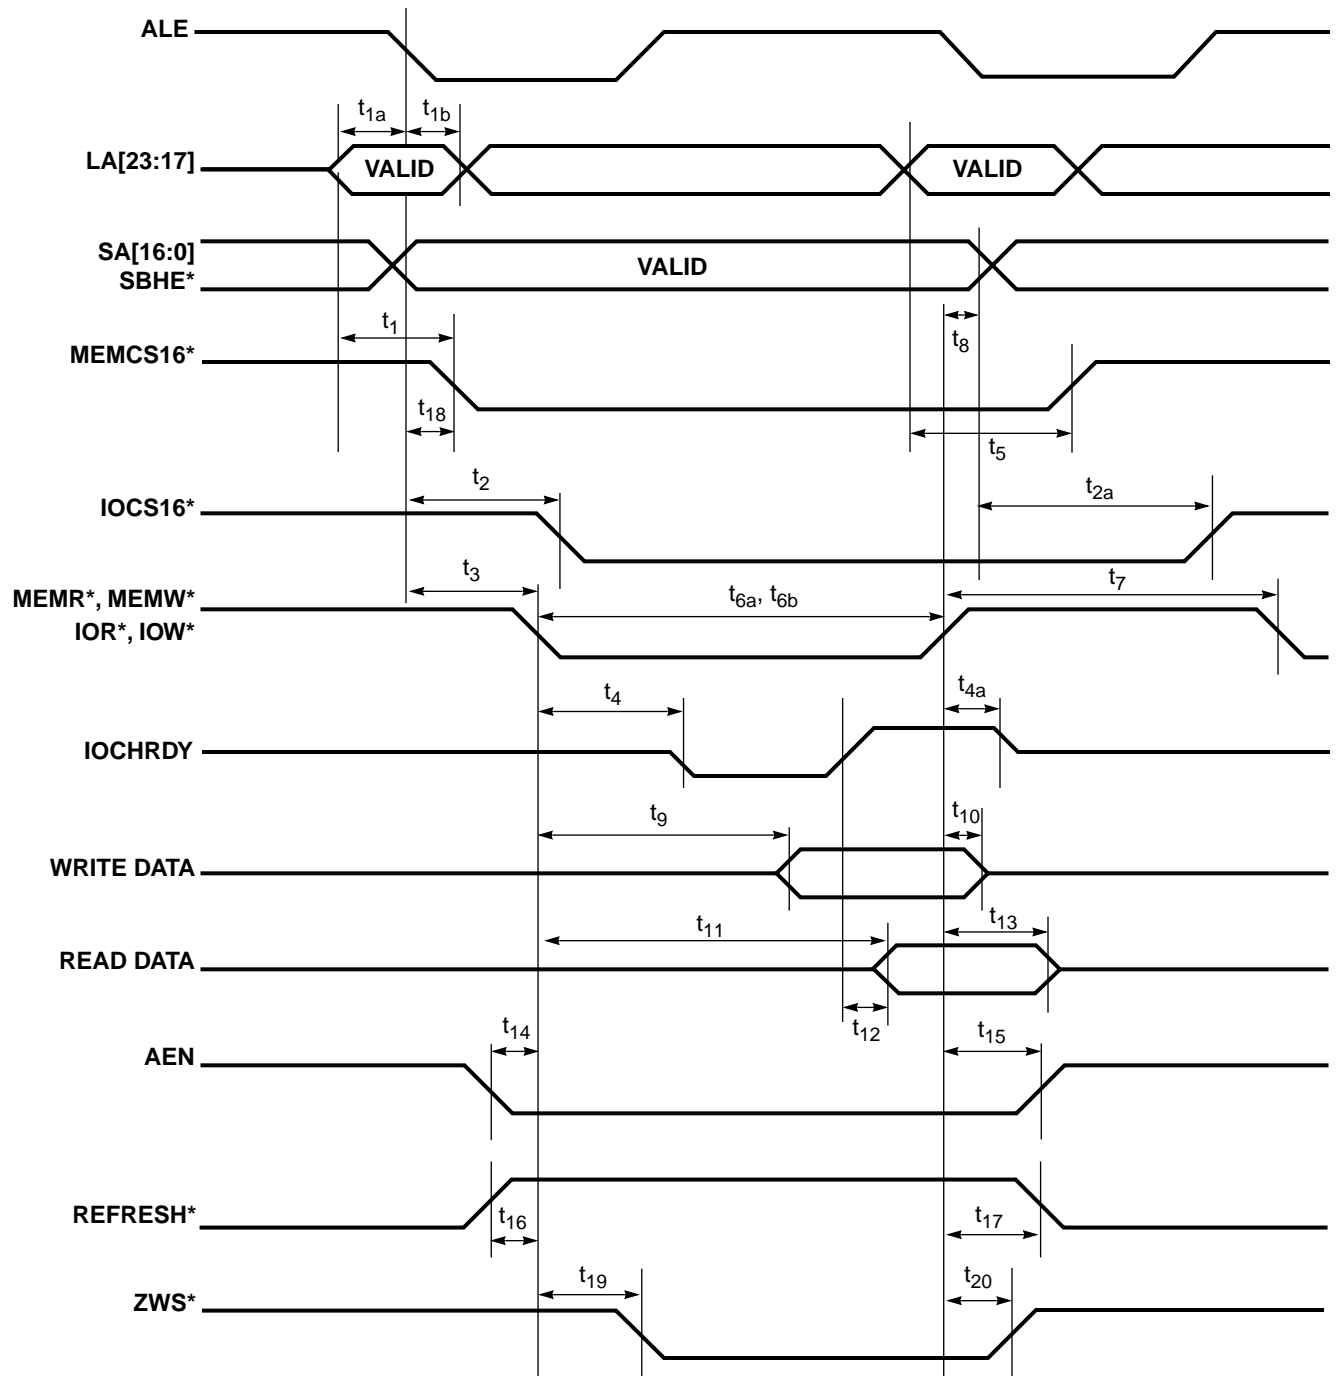 ALE
t1a
t1b
LA[23:17]
VALID
VALID
SA[16:0]
SBHE*
VALID
t1
t8
MEMCS16*
t18
t5
t2
t2a
IOCS16*
t3
t6a, t6b
t7
MEMR*, MEMW*
IOR*, IOW*
t4
t4a
IOCHRDY
t9
t10
WRITE DATA
t11
t13
READ DATA
t12
t14
t15
AEN
REFRESH*
t16
t17
t19
t20
ZWS*